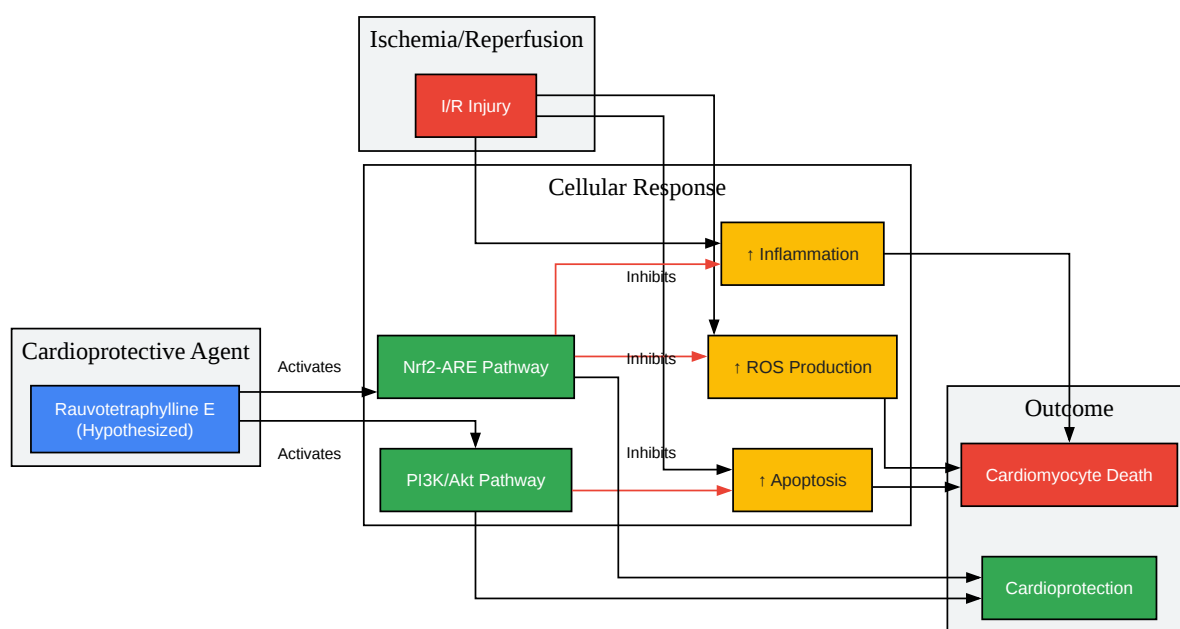 Ischemia/Reperfusion
I/R Injury
Cellular Response
↑ Inflammation
Inhibits
Cardioprotective Agent
Rauvotetraphylline E
(Hypothesized)
Activates
Activates
Nrf2-ARE Pathway
Inhibits
↑ ROS Production
PI3K/Akt Pathway
Inhibits
↑ Apoptosis
Outcome
Cardiomyocyte Death
Cardioprotection